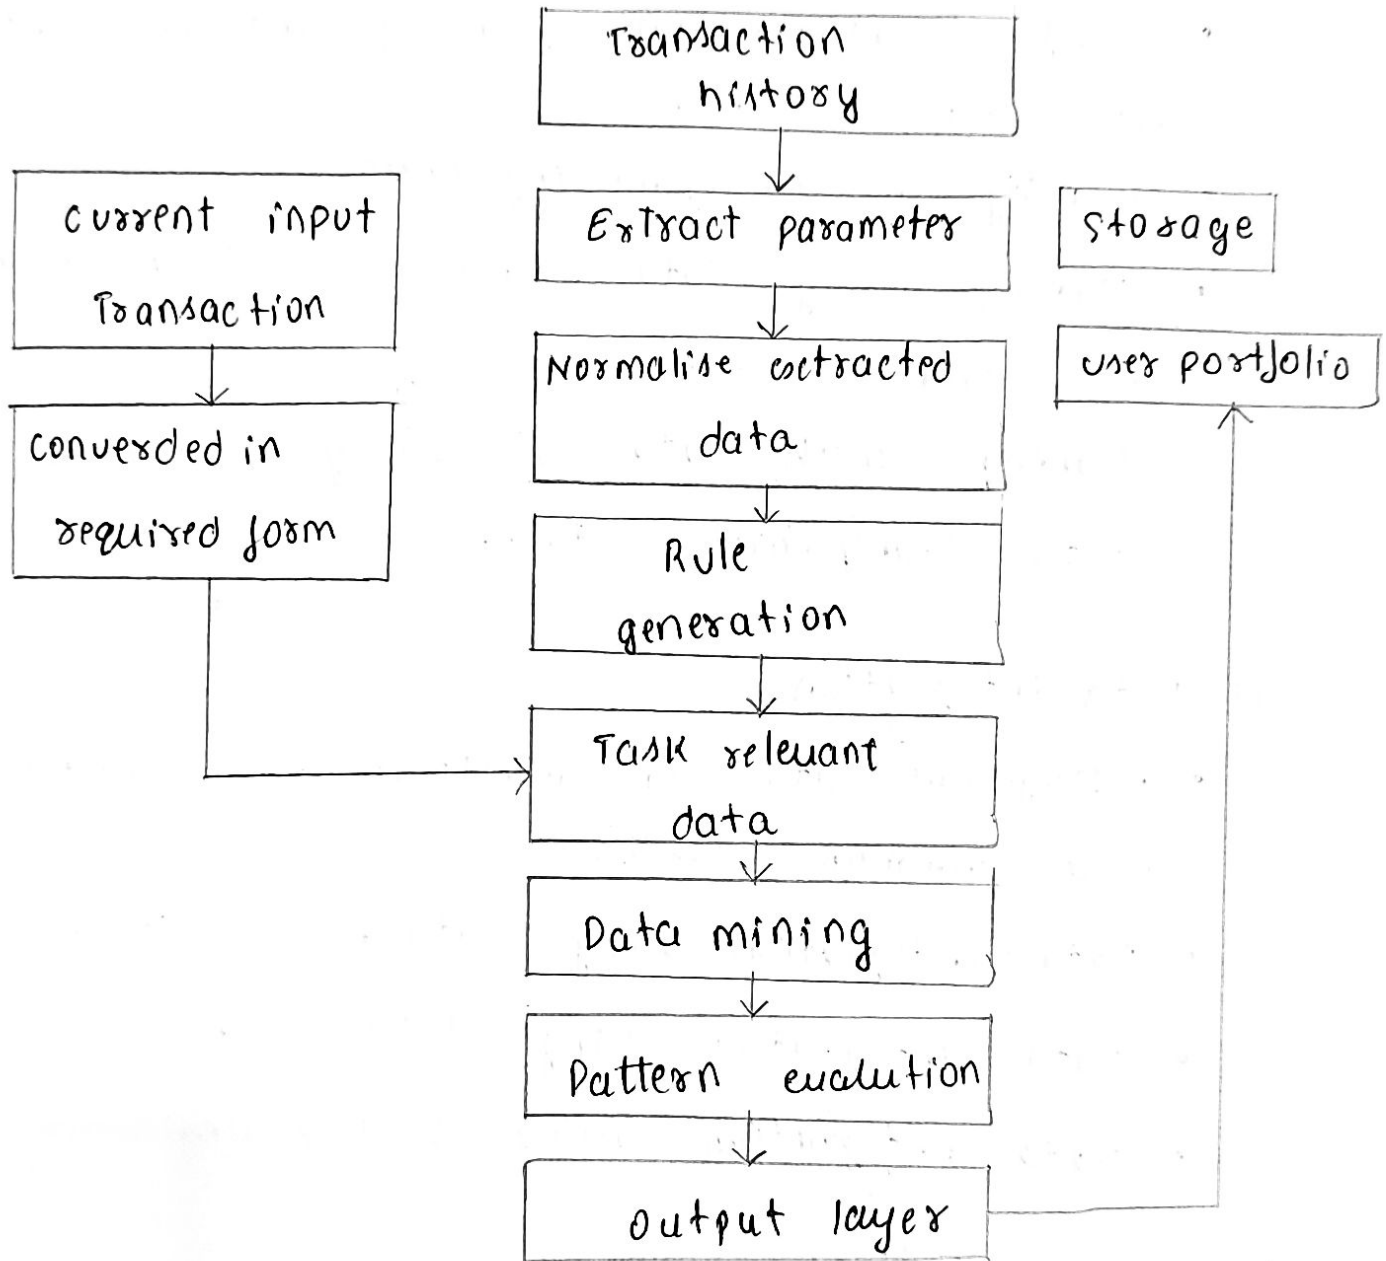 Transaction
history
Current input
Transaction
Extract parameter
Storage
Normalise extracted
data
user portfolio
converded in
required form
Rule
generation
Task relevant
data
Data mining
Pattern evalution
Output layer